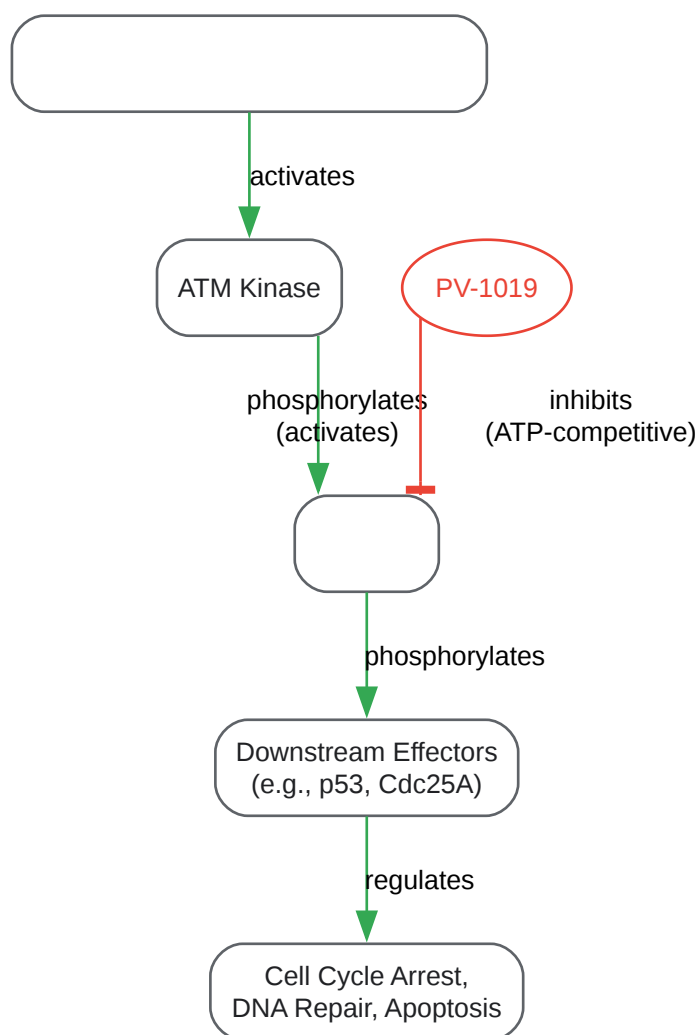 activates
ATM Kinase
PV-1019
phosphorylates
(activates)
inhibits
(ATP-competitive)
phosphorylates
Downstream Effectors
(e.g., p53, Cdc25A)
regulates
Cell Cycle Arrest,
DNA Repair, Apoptosis